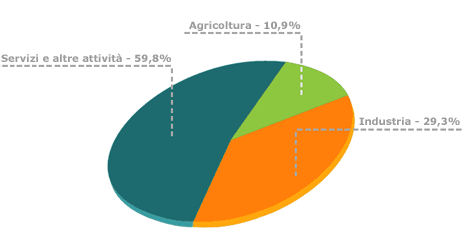 Agricoltura - 10,9%
Servizi e altre attività - 59,8%
Industria - 29,3%